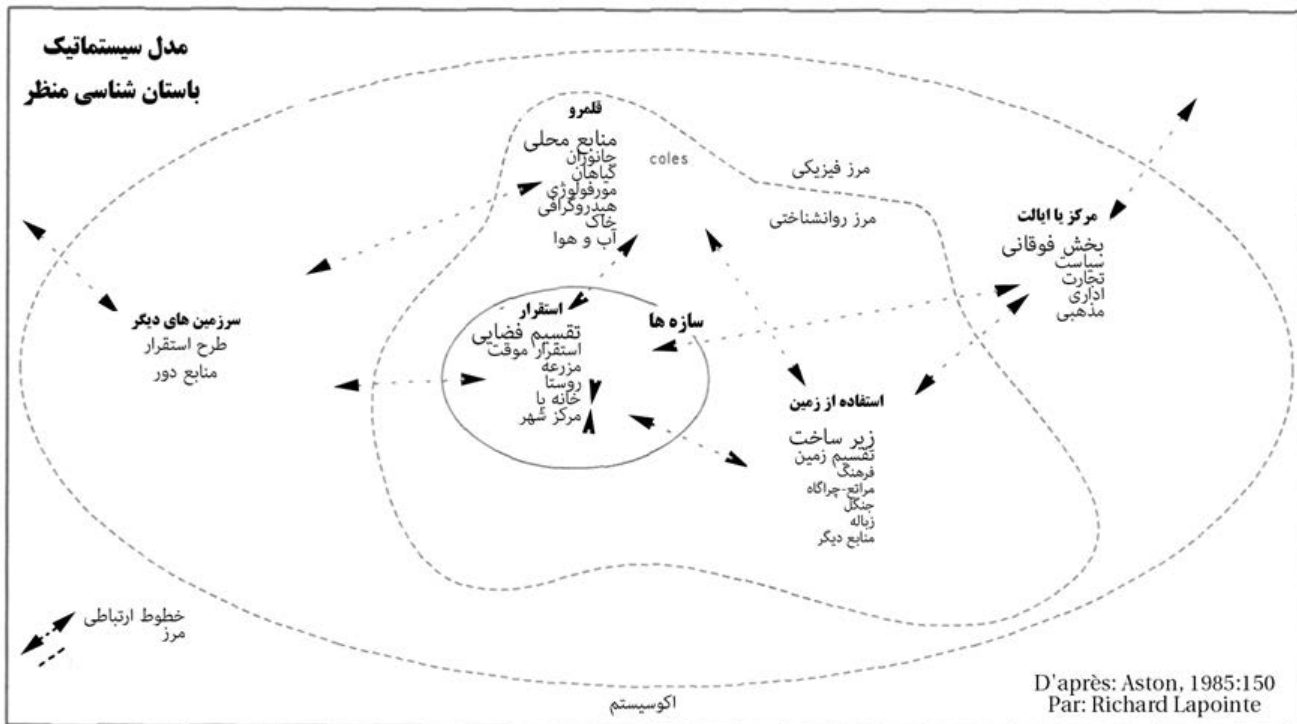 مدل سیستماتیک
باستان شناسی منظر
قلمرو
منابع محلی
جانوران
گیاهان
مورفولوژی
هیدروگرافی
خاک
آب و هوا
coles
مرز فیزیکی
مرز روانشناختی
مرکز یا ایالت
بخش فوقانی
سیاست
تجارت
اداری
مذهبی
سرزمین های دیگر
طرح استقرار
منابع دور
استقرار
تقسیم فضایی
استقرار موقت
مزرعه
روستا
خانه یا
مرکز شهر
سازه ها
استفاده از زمین
زیر ساخت
تقسیم زمین
فرهنگ
مراتع-چراگاه
جنگل
زباله
منابع دیگر
خطوط ارتباطی
مرز
اکوسیستم
D'après: Aston, 1985:150
Par: Richard Lapointe